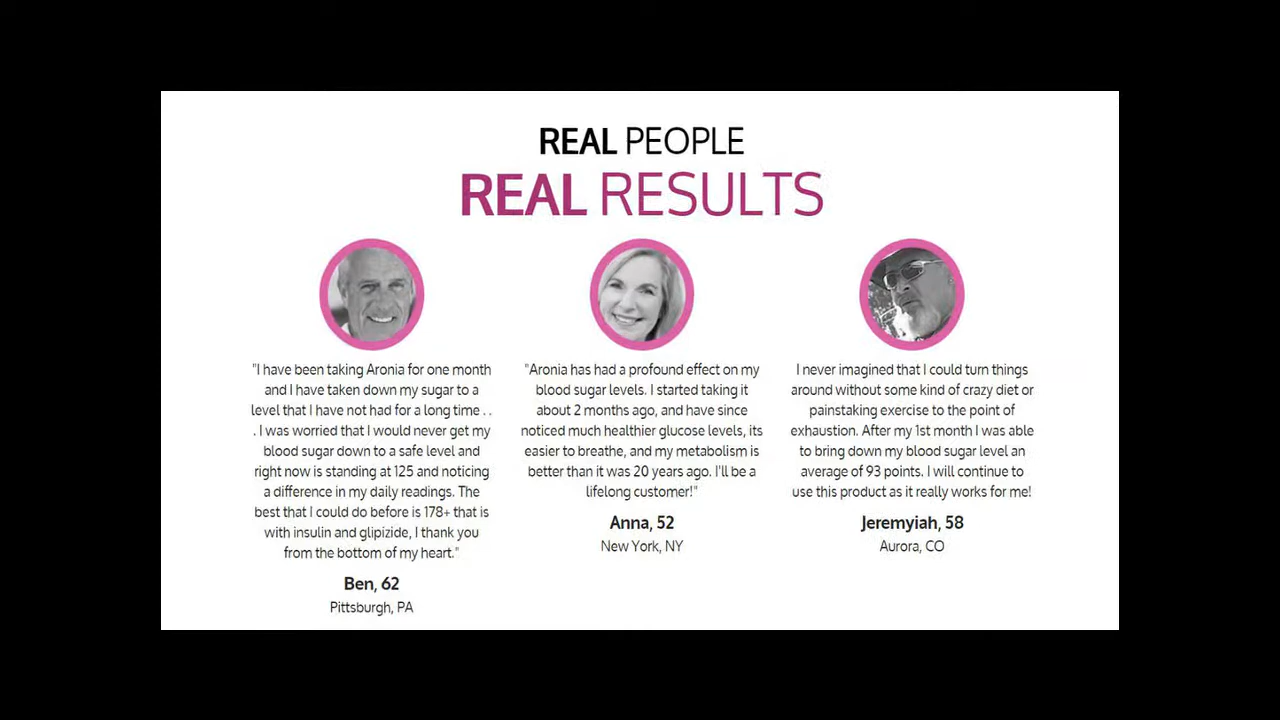 REAL PEOPLE
REAL RESULTS
"I have been taking Aronia for one month
and I have taken down my sugar to a
level that I have not had for a long time . .
. I was worried that I would never get my
blood sugar down to a safe level and
right now is standing at 125 and noticing
a difference in my daily readings. The
best that I could do before is 178+ that is
with insulin and glipizide, I thank you
from the bottom of my heart."
Ben, 62
Pittsburgh, PA
"Aronia has had a profound effect on my
blood sugar levels. I started taking it
about 2 months ago, and have since
noticed much healthier glucose levels, its
easier to breathe, and my metabolism is
better than it was 20 years ago. I'll be a
lifelong customer!"
Anna, 52
New York, NY
I never imagined that I could turn things
around without some kind of crazy diet or
painstaking exercise to the point of
exhaustion. After my 1st month I was able
to bring down my blood sugar level an
average of 93 points. I will continue to
use this product as it really works for me!
Jeremyiah, 58
Aurora, CO